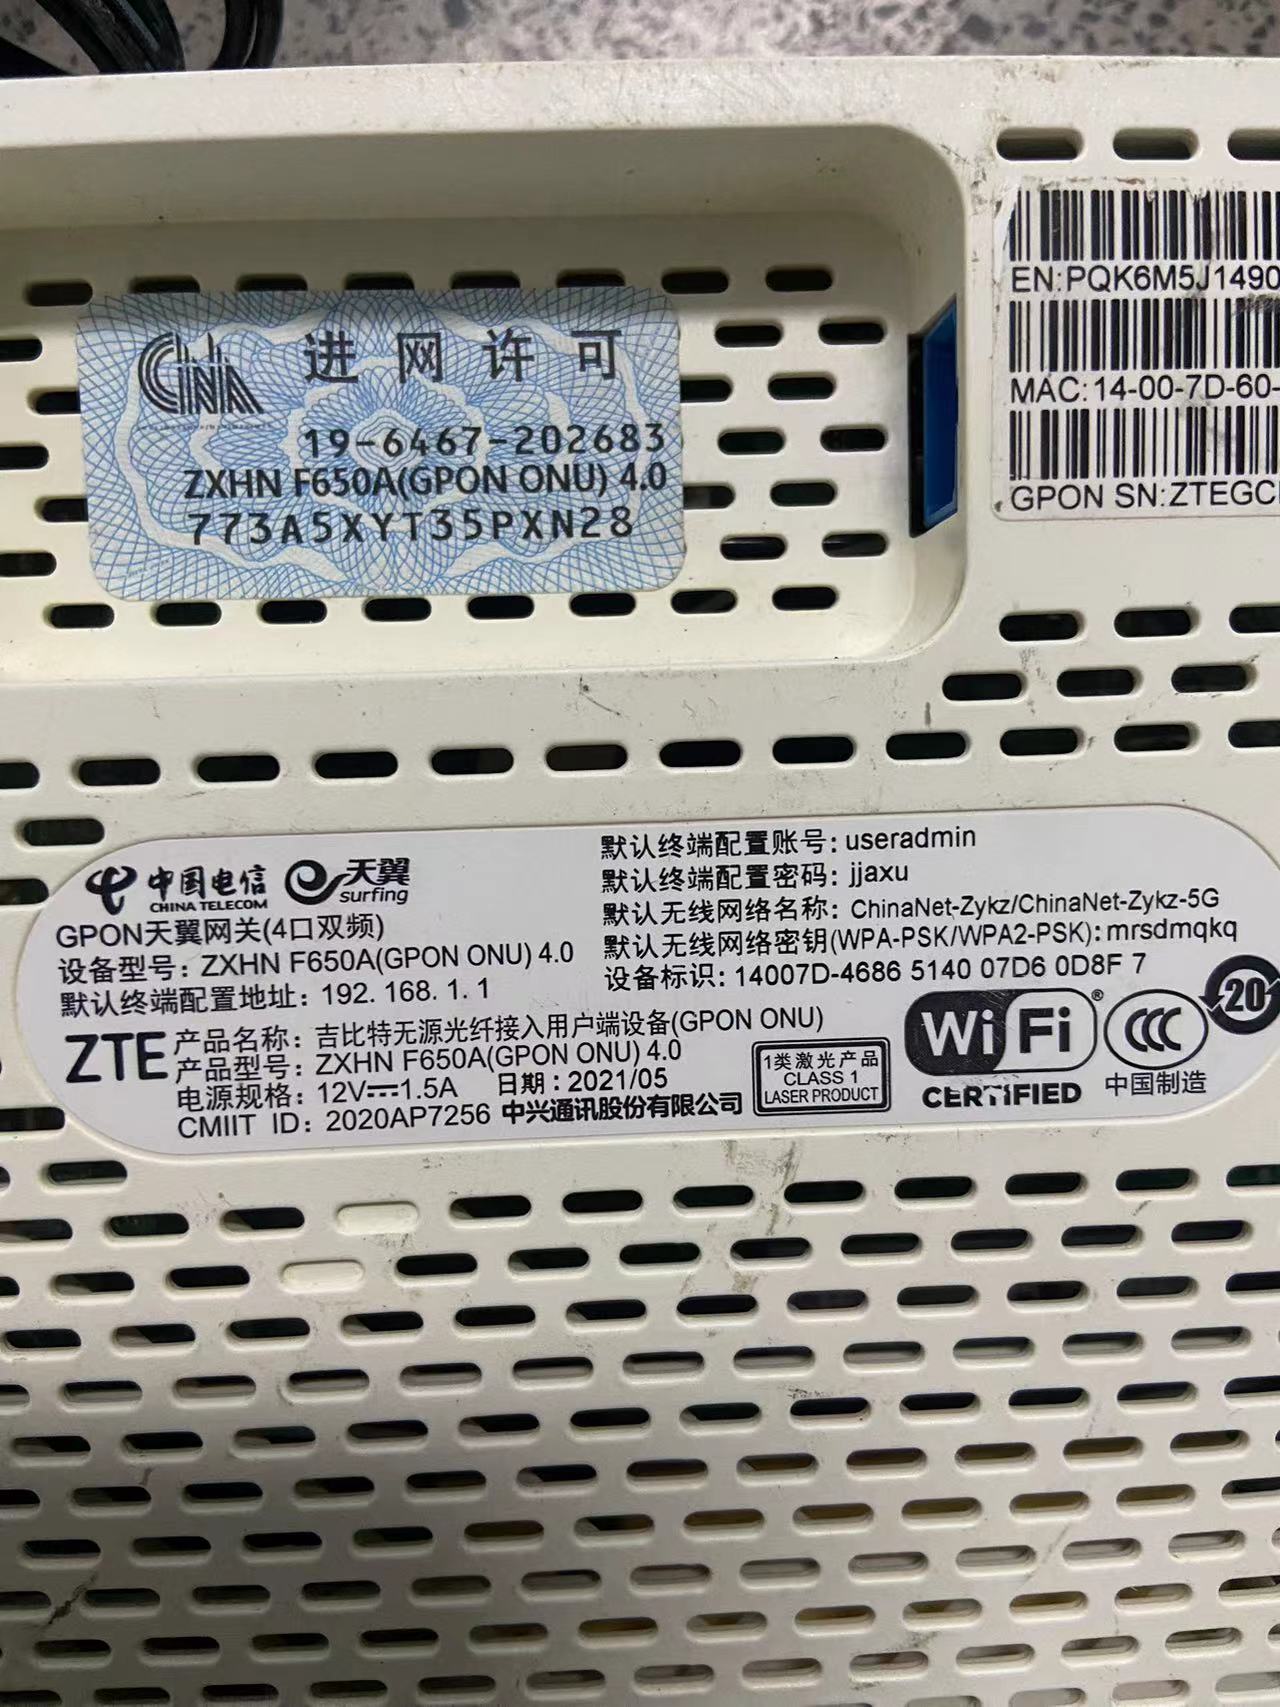 进网许可
19-6467-202683
ZXHN F650A(GPON ONU) 4.0
773A5XYT35PXN28
EN:PQK6M5J1490
MAC:14-00-7D-60-
GPON SN:ZTEGC
中国电信
CHINA TELECOM
天翼
surfing
GPON天翼网关(4口双频)
设备型号: ZXHN F650A(GPON ONU) 4.0
默认终端配置地址: 192. 168. 1. 1
默认终端配置账号: useradmin
默认终端配置密码: jjaxu
默认无线网络名称: ChinaNet-Zykz/ChinaNet-Zykz-5G
默认无线网络密钥(WPA-PSK/WPA2-PSK): mrsdmqkq
设备标识: 14007D-4686 5140 07D6 0D8F 7
ZTE
产品名称: 吉比特无源光纤接入用户端设备(GPON ONU)
产品型号: ZXHN F650A(GPON ONU) 4.0
电源规格: 12V⎓1.5A 日期: 2021/05
CMIIT ID: 2020AP7256 中兴通讯股份有限公司
1类激光产品
CLASS 1
LASER PRODUCT
WiFi®
CERTIFIED
CCC
中国制造
20